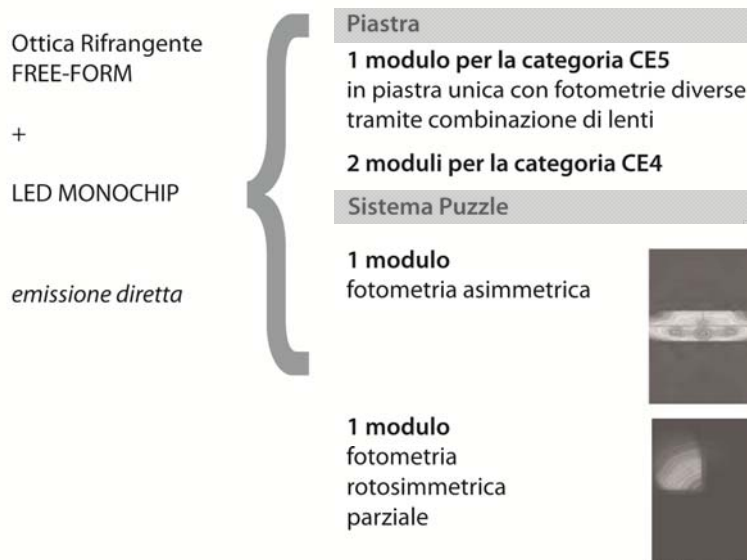 Ottica Rifrangente
FREE-FORM
+
LED MONOCHIP
emissione diretta
Piastra
1 modulo per la categoria CE5
in piastra unica con fotometrie diverse
tramite combinazione di lenti
2 moduli per la categoria CE4
Sistema Puzzle
1 modulo
fotometria asimmetrica
1 modulo
fotometria
rotosimmetrica
parziale